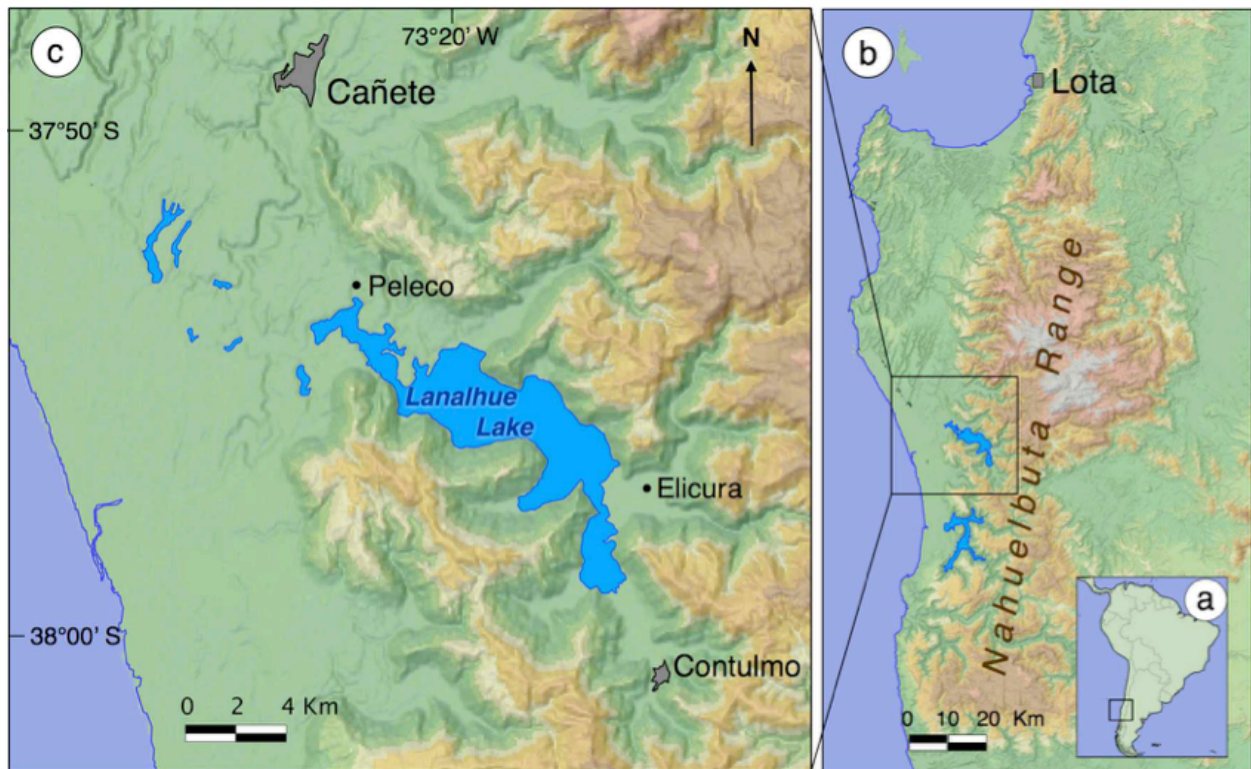 c
73°20' W
N
Cañete
37°50' S
Peleco
Lanalhue
Lake
Elicura
38°00' S
Contulmo
0 2 4 Km
b
Lota
Nahuelbuta Range
a
0 10 20 Km